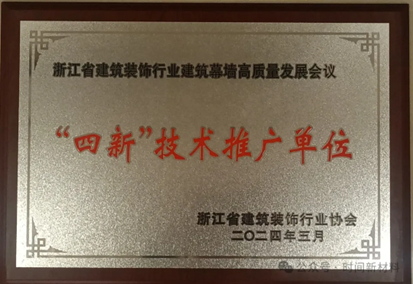 浙江省建筑装饰行业建筑幕墙高质量发展会议
“四新”技术推广单位
浙江省建筑装饰行业协会
二〇二四年三月
公众号·时间新材料